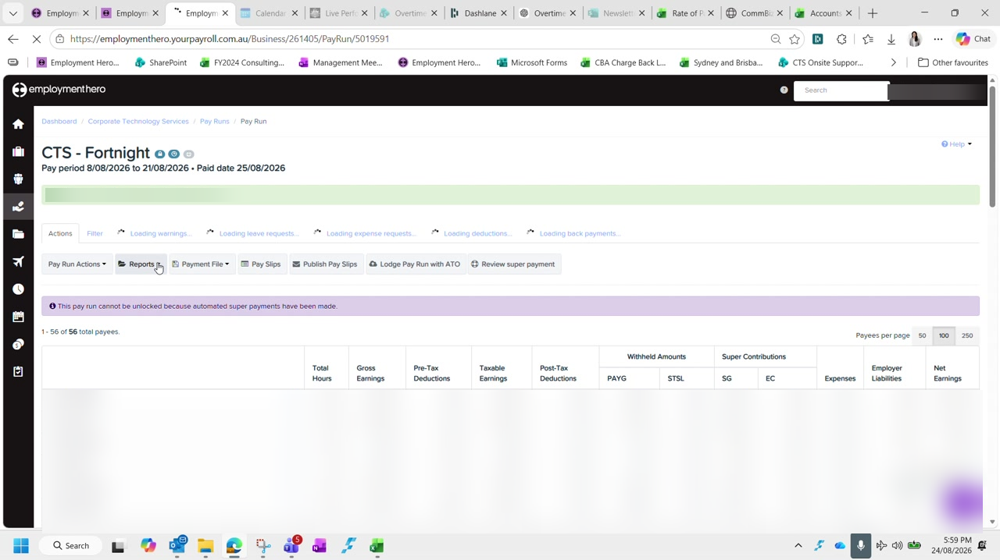 Employm
Employm
Calendar
Live Perfo
Overtime
Dashlane
Overtime
Newslett
Rate of P
CommBi
Accounts
https://employmenthero.yourpayroll.com.au/Business/261405/PayRun/5019591
Chat
Employment Hero...
SharePoint
FY2024 Consulting...
Management Mee...
Employment Hero...
Microsoft Forms
CBA Charge Back L...
Sydney and Brisba...
CTS Onsite Suppor...
Other favourites
employmenthero
Search
Dashboard / Corporate Technology Services / Pay Runs / Pay Run
CTS - Fortnight
Help
Pay period 8/08/2026 to 21/08/2026 • Paid date 25/08/2026
Actions
Filter
Loading warnings...
Loading leave requests...
Loading expense requests...
Loading deductions...
Loading back payments...
Pay Run Actions
Reports
Payment File
Pay Slips
Publish Pay Slips
Lodge Pay Run with ATO
Review super payment
This pay run cannot be unlocked because automated super payments have been made.
1 - 56 of 56 total payees.
Payees per page 50 100 250
Total Hours
Gross Earnings
Pre-Tax Deductions
Taxable Earnings
Post-Tax Deductions
Withheld Amounts
PAYG
STSL
Super Contributions
SG
EC
Expenses
Employer Liabilities
Net Earnings
Search
5
5:59 PM
24/08/2026